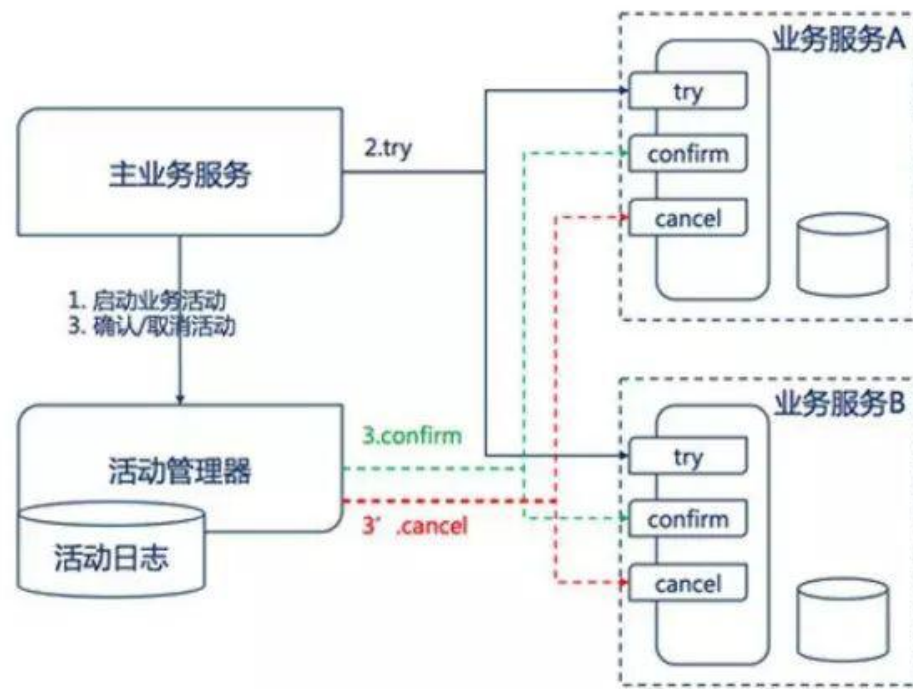 业务服务A
try
2.try
主业务服务
confirm
cancel
1. 启动业务活动
3. 确认/取消活动
业务服务B
3.confirm
try
活动管理器
confirm
3'.cancel
活动日志
cancel